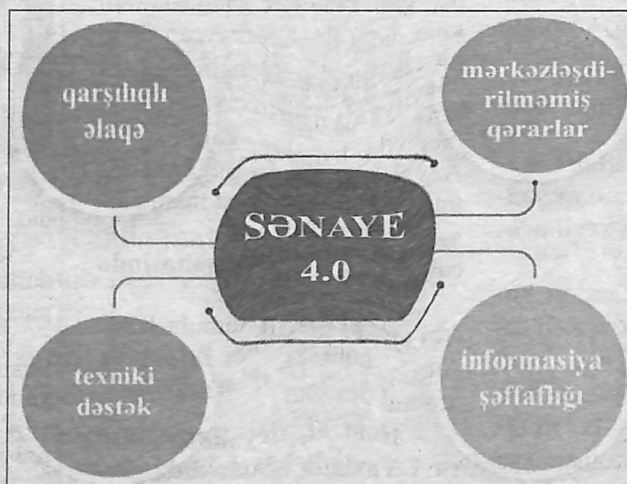 qarşılıqlı
əlaqə
mərkəzləşdi-
rilməmiş
qərarlar
SƏNAYE
4.0
texniki
dəstək
informasiya
şəffaflığı